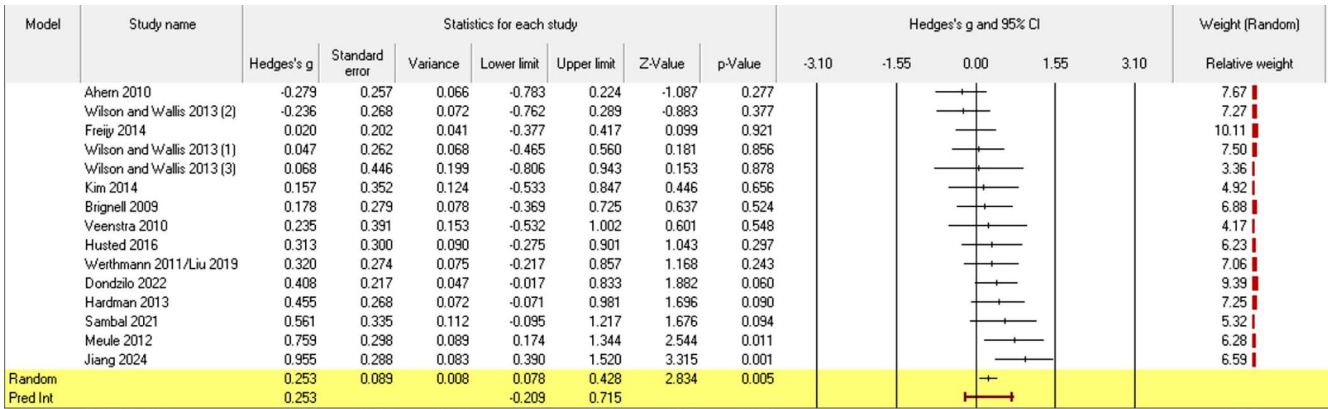 Model Study name Statistics for each study Hedges's g and 95% CI Weight (Random)
Hedges's g Standard error Variance Lower limit Upper limit Z-Value p-Value -3.10 -1.55 0.00 1.55 3.10 Relative weight
Ahern 2010 -0.279 0.257 0.066 -0.783 0.224 -1.087 0.277 7.67
Wilson and Wallis 2013 (2) -0.236 0.268 0.072 -0.762 0.289 -0.883 0.377 7.27
Freijy 2014 0.020 0.202 0.041 -0.377 0.417 0.099 0.921 10.11
Wilson and Wallis 2013 (1) 0.047 0.262 0.068 -0.465 0.560 0.181 0.856 7.50
Wilson and Wallis 2013 (3) 0.068 0.446 0.199 -0.806 0.943 0.153 0.878 3.36
Kim 2014 0.157 0.352 0.124 -0.533 0.847 0.446 0.656 4.92
Brignell 2009 0.178 0.279 0.078 -0.369 0.725 0.637 0.524 6.88
Veenstra 2010 0.235 0.391 0.153 -0.532 1.002 0.601 0.548 4.17
Husted 2016 0.313 0.300 0.090 -0.275 0.901 1.043 0.297 6.23
Werthmann 2011/Liu 2019 0.320 0.274 0.075 -0.217 0.857 1.168 0.243 7.06
Dondzilo 2022 0.408 0.217 0.047 -0.017 0.833 1.882 0.060 9.39
Hardman 2013 0.455 0.268 0.072 -0.071 0.981 1.696 0.090 7.25
Sambal 2021 0.561 0.335 0.112 -0.095 1.217 1.676 0.094 5.32
Meule 2012 0.759 0.298 0.089 0.174 1.344 2.544 0.011 6.28
Jiang 2024 0.955 0.288 0.083 0.390 1.520 3.315 0.001 6.59
Random 0.253 0.089 0.008 0.078 0.428 2.834 0.005
Pred Int 0.253 -0.209 0.715